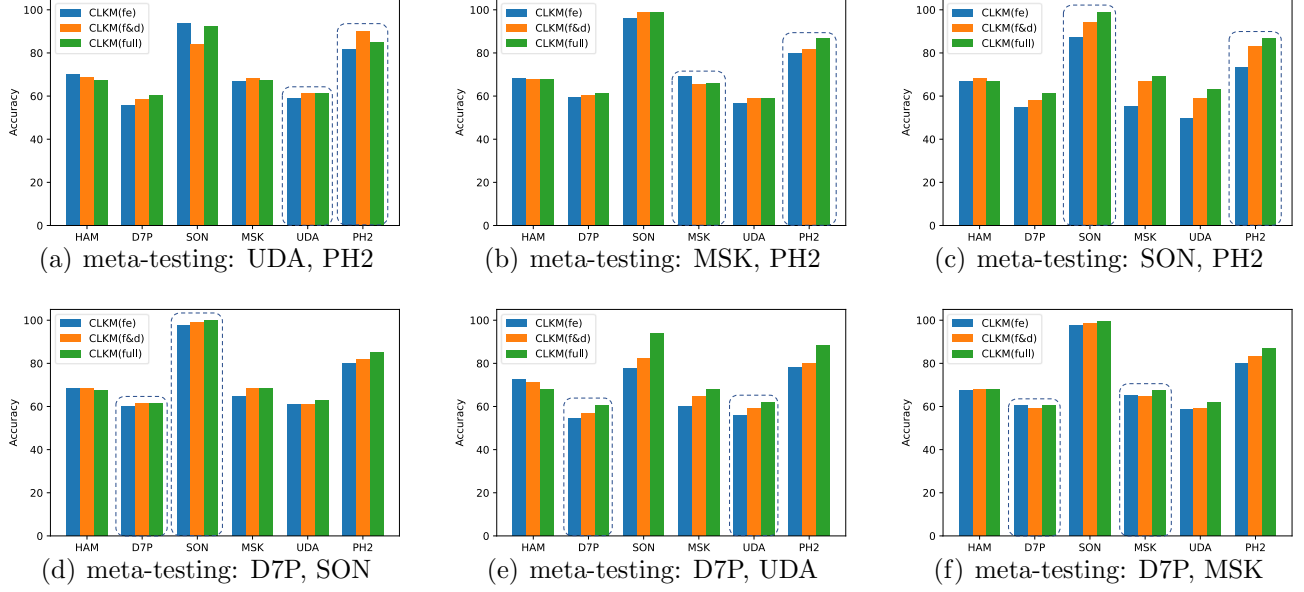 100
80
60
40
20
0
Accuracy
CLKM(fe)
CLKM(f&d)
CLKM(full)
HAM D7P SON MSK UDA PH2
(a) meta-testing: UDA, PH2
100
80
60
40
20
0
Accuracy
CLKM(fe)
CLKM(f&d)
CLKM(full)
HAM D7P SON MSK UDA PH2
(b) meta-testing: MSK, PH2
100
80
60
40
20
0
Accuracy
CLKM(fe)
CLKM(f&d)
CLKM(full)
HAM D7P SON MSK UDA PH2
(c) meta-testing: SON, PH2
100
80
60
40
20
0
Accuracy
CLKM(fe)
CLKM(f&d)
CLKM(full)
HAM D7P SON MSK UDA PH2
(d) meta-testing: D7P, SON
100
80
60
40
20
0
Accuracy
CLKM(fe)
CLKM(f&d)
CLKM(full)
HAM D7P SON MSK UDA PH2
(e) meta-testing: D7P, UDA
100
80
60
40
20
0
Accuracy
CLKM(fe)
CLKM(f&d)
CLKM(full)
HAM D7P SON MSK UDA PH2
(f) meta-testing: D7P, MSK